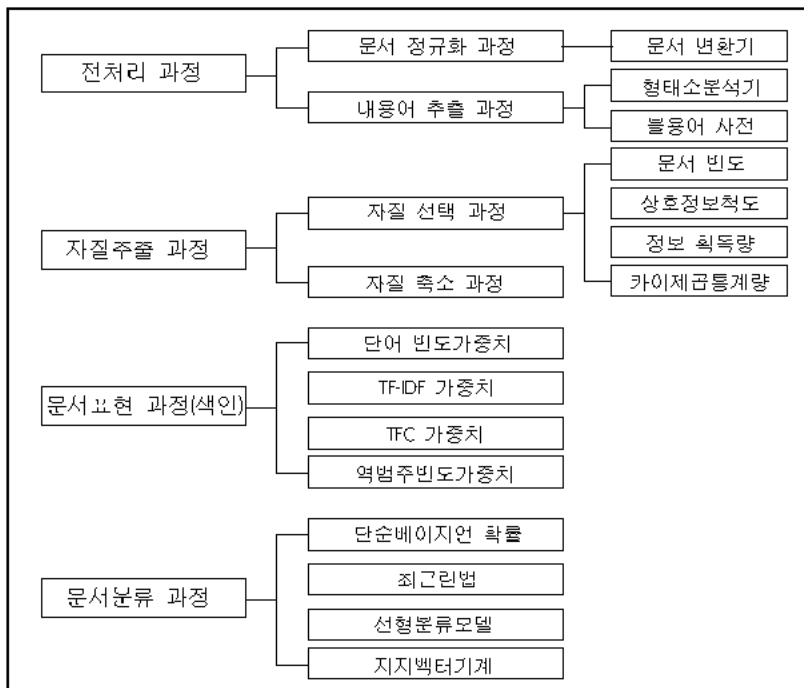 전처리 과정
문서 정규화 과정
문서 변환기
내용어 추출 과정
형태소분석기
불용어 사전
자질추출 과정
자질 선택 과정
문서 빈도
상호정보척도
정보 획득량
카이제곱통계량
자질 축소 과정
문서표현 과정(색인)
단어 빈도가중치
TF-IDF 가중치
TFC 가중치
역범주빈도가중치
문서분류 과정
단순베이지언 확률
최근린법
선형분류모델
지지벡터기계